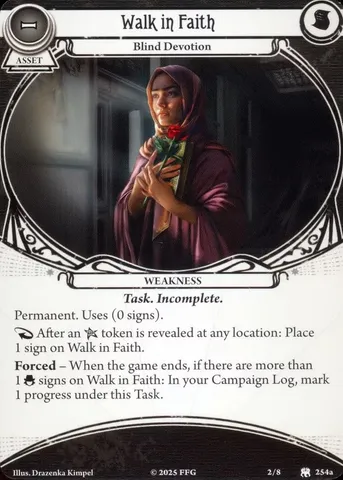 Walk in Faith
Blind Devotion
ASSET
WEAKNESS
Task. Incomplete.
Permanent. Uses (0 signs).
After an token is revealed at any location: Place
1 sign on Walk in Faith.
Forced – When the game ends, if there are more than
1 signs on Walk in Faith: In your Campaign Log, mark
1 progress under this Task.
Illus. Drazenka Kimpel
© 2025 FFG
2/8
254a